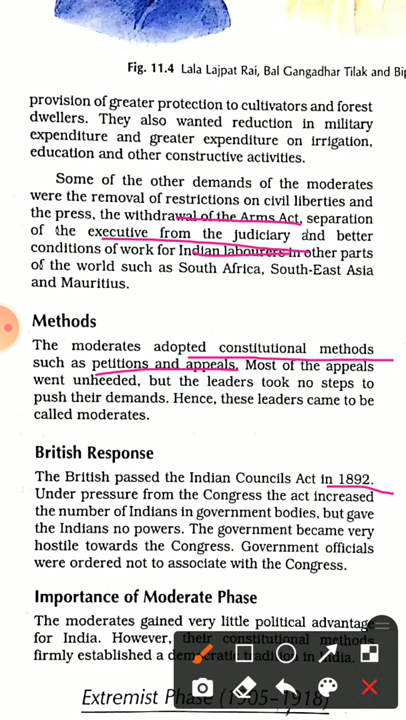 Fig. 11.4 Lala Lajpat Rai, Bal Gangadhar Tilak and Bip
provision of greater protection to cultivators and forest
dwellers. They also wanted reduction in military
expenditure and greater expenditure on irrigation,
education and other constructive activities.
Some of the other demands of the moderates
were the removal of restrictions on civil liberties and
the press, the withdrawal of the Arms Act, separation
of the executive from the judiciary and better
conditions of work for Indian labourers in other parts
of the world such as South Africa, South-East Asia
and Mauritius.
Methods
The moderates adopted constitutional methods
such as petitions and appeals. Most of the appeals
went unheeded, but the leaders took no steps to
push their demands. Hence, these leaders came to be
called moderates.
British Response
The British passed the Indian Councils Act in 1892.
Under pressure from the Congress the act increased
the number of Indians in government bodies, but gave
the Indians no powers. The government became very
hostile towards the Congress. Government officials
were ordered not to associate with the Congress.
Importance of Moderate Phase
The moderates gained very little political advantage
for India. However, their constitutional methods
firmly established a democratic tradition in India.
Extremist Phase (1905-1918)